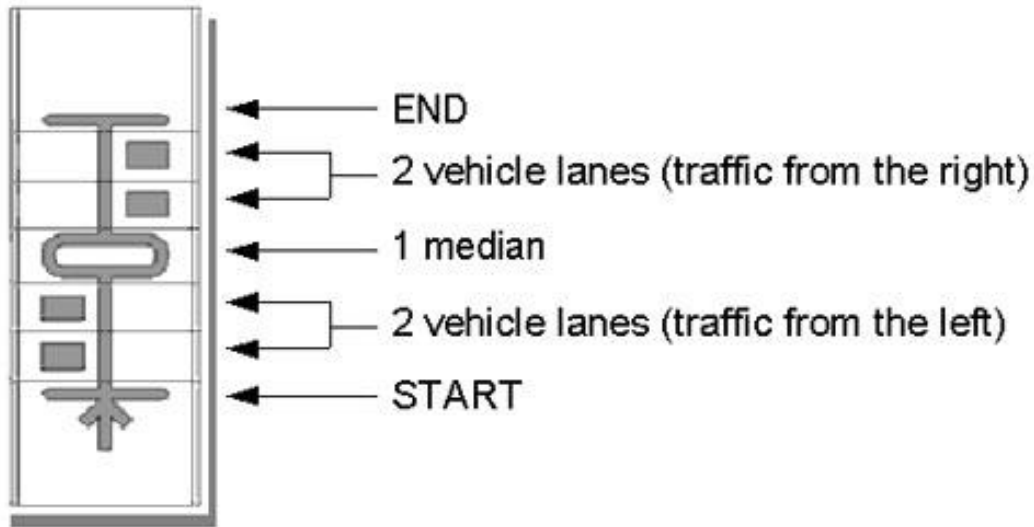 END
2 vehicle lanes (traffic from the right)
1 median
2 vehicle lanes (traffic from the left)
START